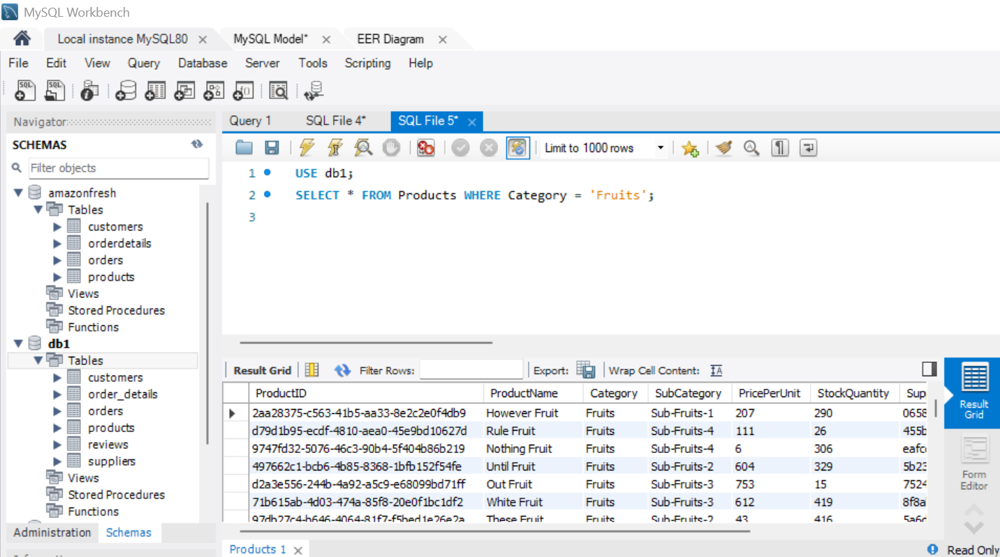 MySQL Workbench
Local instance MySQL80 MySQL Model* EER Diagram
File Edit View Query Database Server Tools Scripting Help
Navigator
SCHEMAS
Filter objects
amazonfresh
Tables
customers
orderdetails
orders
products
Views
Stored Procedures
Functions
db1
Tables
customers
order_details
orders
products
reviews
suppliers
Views
Stored Procedures
Functions
Administration Schemas
Query 1 SQL File 4* SQL File 5*
Limit to 1000 rows
1 USE db1;
2 SELECT * FROM Products WHERE Category = 'Fruits';
3
Result Grid Filter Rows: Export: Wrap Cell Content:
ProductID ProductName Category SubCategory PricePerUnit StockQuantity Sup
2aa28375-c563-41b5-aa33-8e2c2e0f4db9 However Fruit Fruits Sub-Fruits-1 207 290 0658
d79d1b95-ecdf-4810-aea0-45e9bd10627d Rule Fruit Fruits Sub-Fruits-4 111 26 455b
9747fd32-5076-46c3-90b4-5f404b86b219 Nothing Fruit Fruits Sub-Fruits-4 6 306 eafc
497662c1-bcb6-4b85-8368-1bfb152f54fe Until Fruit Fruits Sub-Fruits-2 604 329 5b23
d2a3e556-244b-4a92-a5c9-e68099bd71ff Out Fruit Fruits Sub-Fruits-3 753 15 7524
71b615ab-4d03-474a-85f8-20e0f1bc1df2 White Fruit Fruits Sub-Fruits-3 612 419 8f8a
97db27c4-b646-4064-81f7-f5bed1e26e2a These Fruit Fruits Sub-Fruits-2 43 416
Result
Grid
Form
Editor
Products 1
Read Only